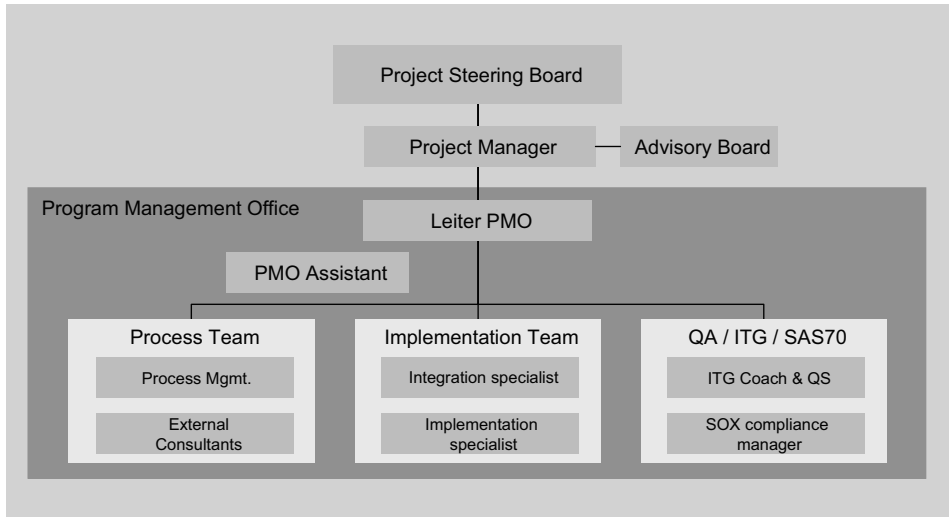 Project Steering Board
Project Manager
Advisory Board
Program Management Office
Leiter PMO
PMO Assistant
Process Team
Process Mgmt.
External
Consultants
Implementation Team
Integration specialist
Implementation
specialist
QA / ITG / SAS70
ITG Coach & QS
SOX compliance
manager